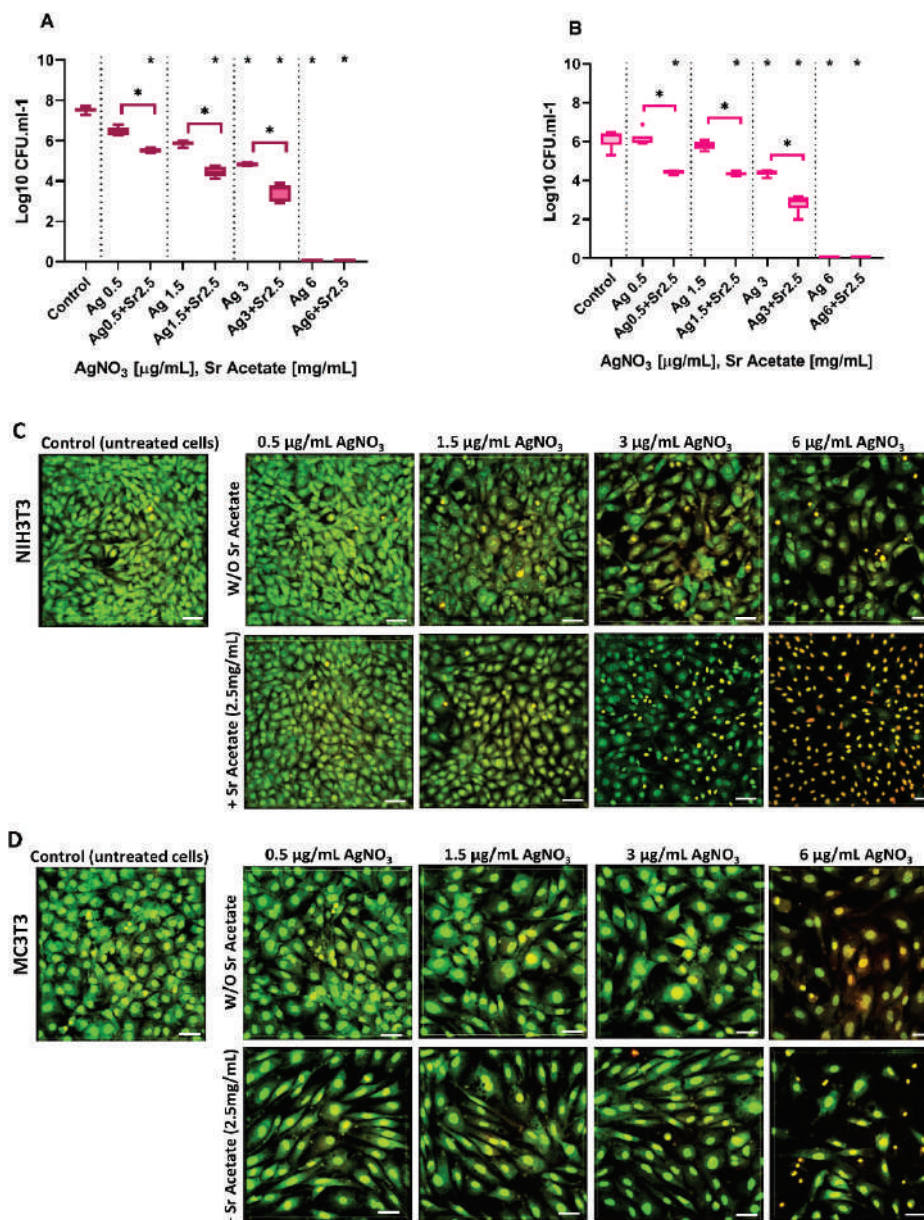 A
* * * * * *
10
8
6
4
2
0
Log10 CFU.ml-1
* * *
Control
Ag 0.5
Ag0.5+Sr2.5
Ag 1.5
Ag1.5+Sr2.5
Ag 3
Ag3+Sr2.5
Ag 6
Ag6+Sr2.5
AgNO₃ [µg/mL], Sr Acetate [mg/mL]
B
* * * * * *
10
8
6
4
2
0
Log10 CFU.ml-1
* * *
Control
Ag 0.5
Ag0.5+Sr2.5
Ag 1.5
Ag1.5+Sr2.5
Ag 3
Ag3+Sr2.5
Ag 6
Ag6+Sr2.5
AgNO₃ [µg/mL], Sr Acetate [mg/mL]
C
Control (untreated cells)
0.5 µg/mL AgNO₃
1.5 µg/mL AgNO₃
3 µg/mL AgNO₃
6 µg/mL AgNO₃
NIH3T3
W/O Sr Acetate
+ Sr Acetate (2.5mg/mL)
D
Control (untreated cells)
0.5 µg/mL AgNO₃
1.5 µg/mL AgNO₃
3 µg/mL AgNO₃
6 µg/mL AgNO₃
MC3T3
W/O Sr Acetate
Sr Acetate (2.5mg/mL)